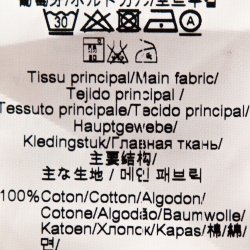 Tissu principal/Main fabric/
Tejido principal /
Tessuto principale/Tecido principal/
Hauptgewebe/
Kledingstuk/Главная ткань/
主要结构/
主な生地 / 메인 패브릭
100%Coton/Cotton/Algodon/
Cotone/Algodão/Baumwolle/
Katoen/Хлопок/Kapas/棉/綿/
면/